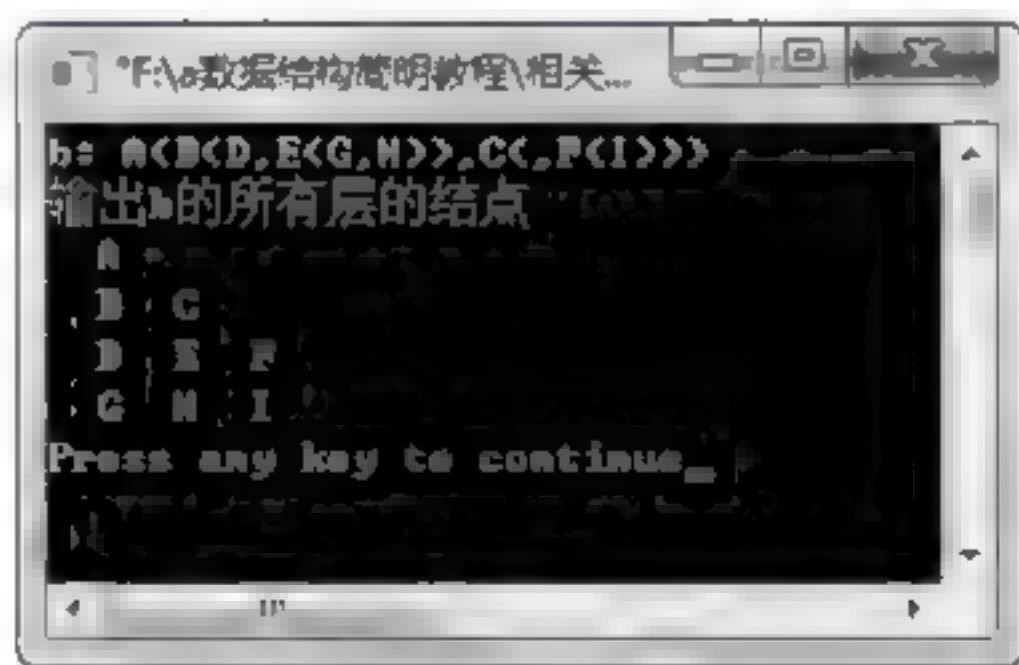 "F:\a数据结构简明教程\相关...
b: A(B(D,E(G,H)),C(,F(I)))
输出b的所有层的结点
A
B C
D E F
G H I
Press any key to continue_